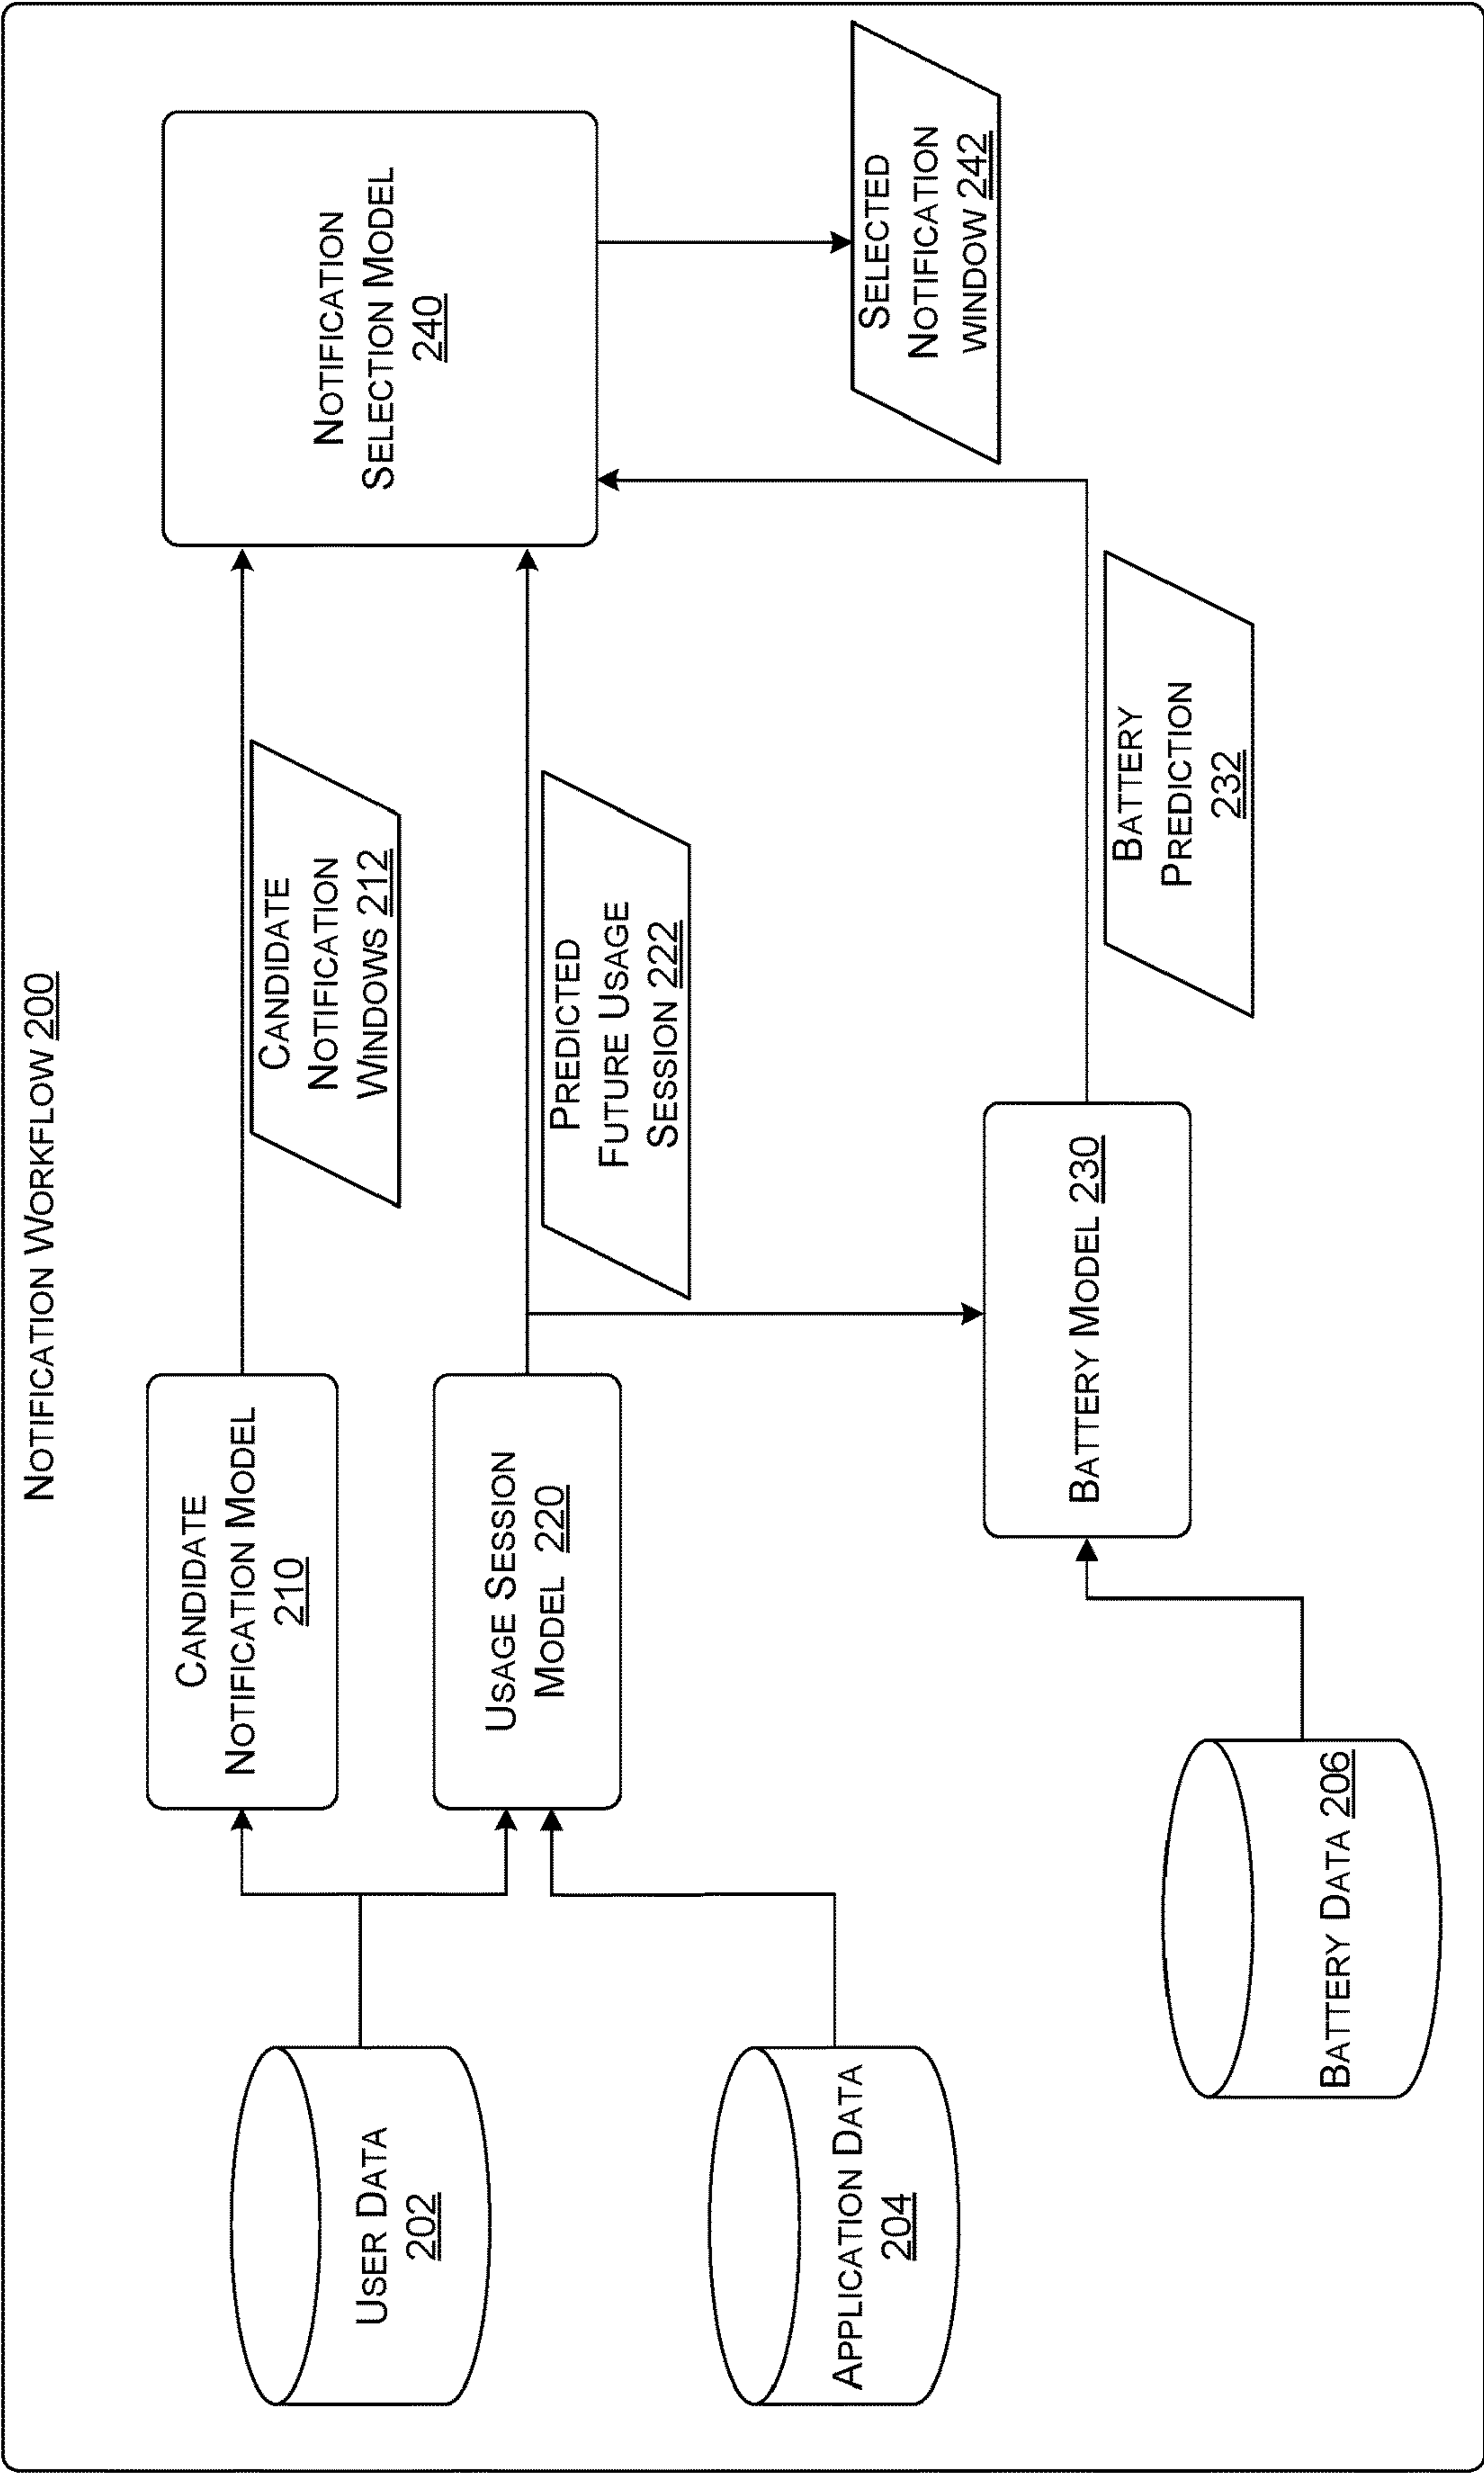 NOTIFICATION WORKFLOW 200
USER DATA
202
CANDIDATE
NOTIFICATION MODEL
210
CANDIDATE
NOTIFICATION
WINDOWS 212
NOTIFICATION
SELECTION MODEL
240
APPLICATION DATA
204
USAGE SESSION
MODEL 220
PREDICTED
FUTURE USAGE
SESSION 222
SELECTED
NOTIFICATION
WINDOW 242
BATTERY DATA 206
BATTERY MODEL 230
BATTERY
PREDICTION
232